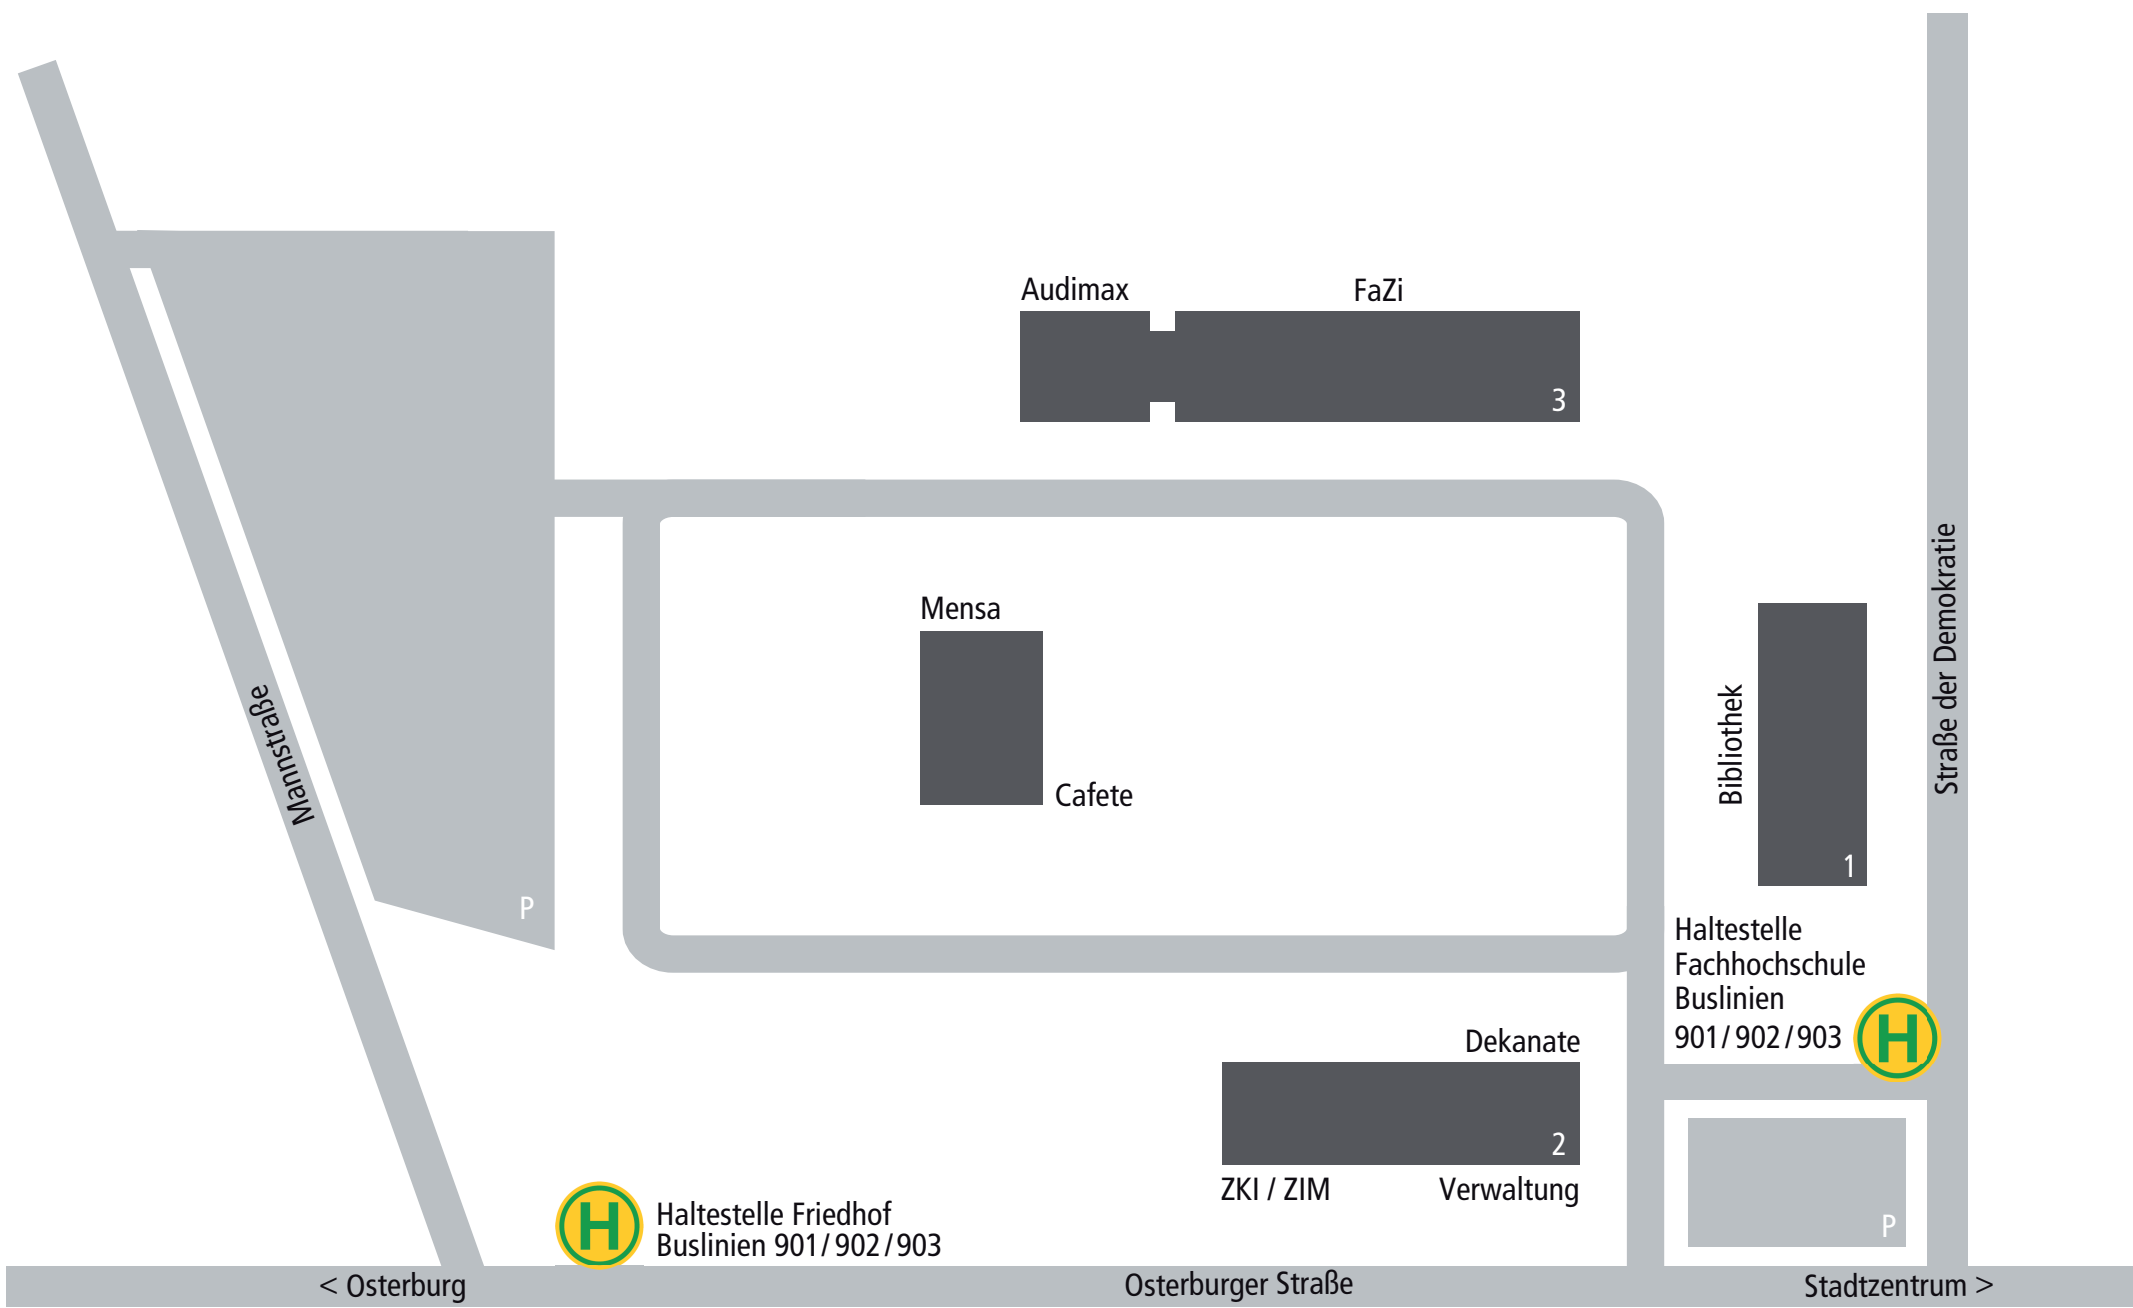 Audimax
FaZi
3
Mensa
Cafete
Mannstraße
P
Bibliothek
1
Straße der Demokratie
Haltestelle
Fachhochschule
Buslinien
901/902/903
H
Dekanate
2
ZKI / ZIM
Verwaltung
P
H
Haltestelle Friedhof
Buslinien 901/902/903
< Osterburg
Osterburger Straße
Stadtzentrum >